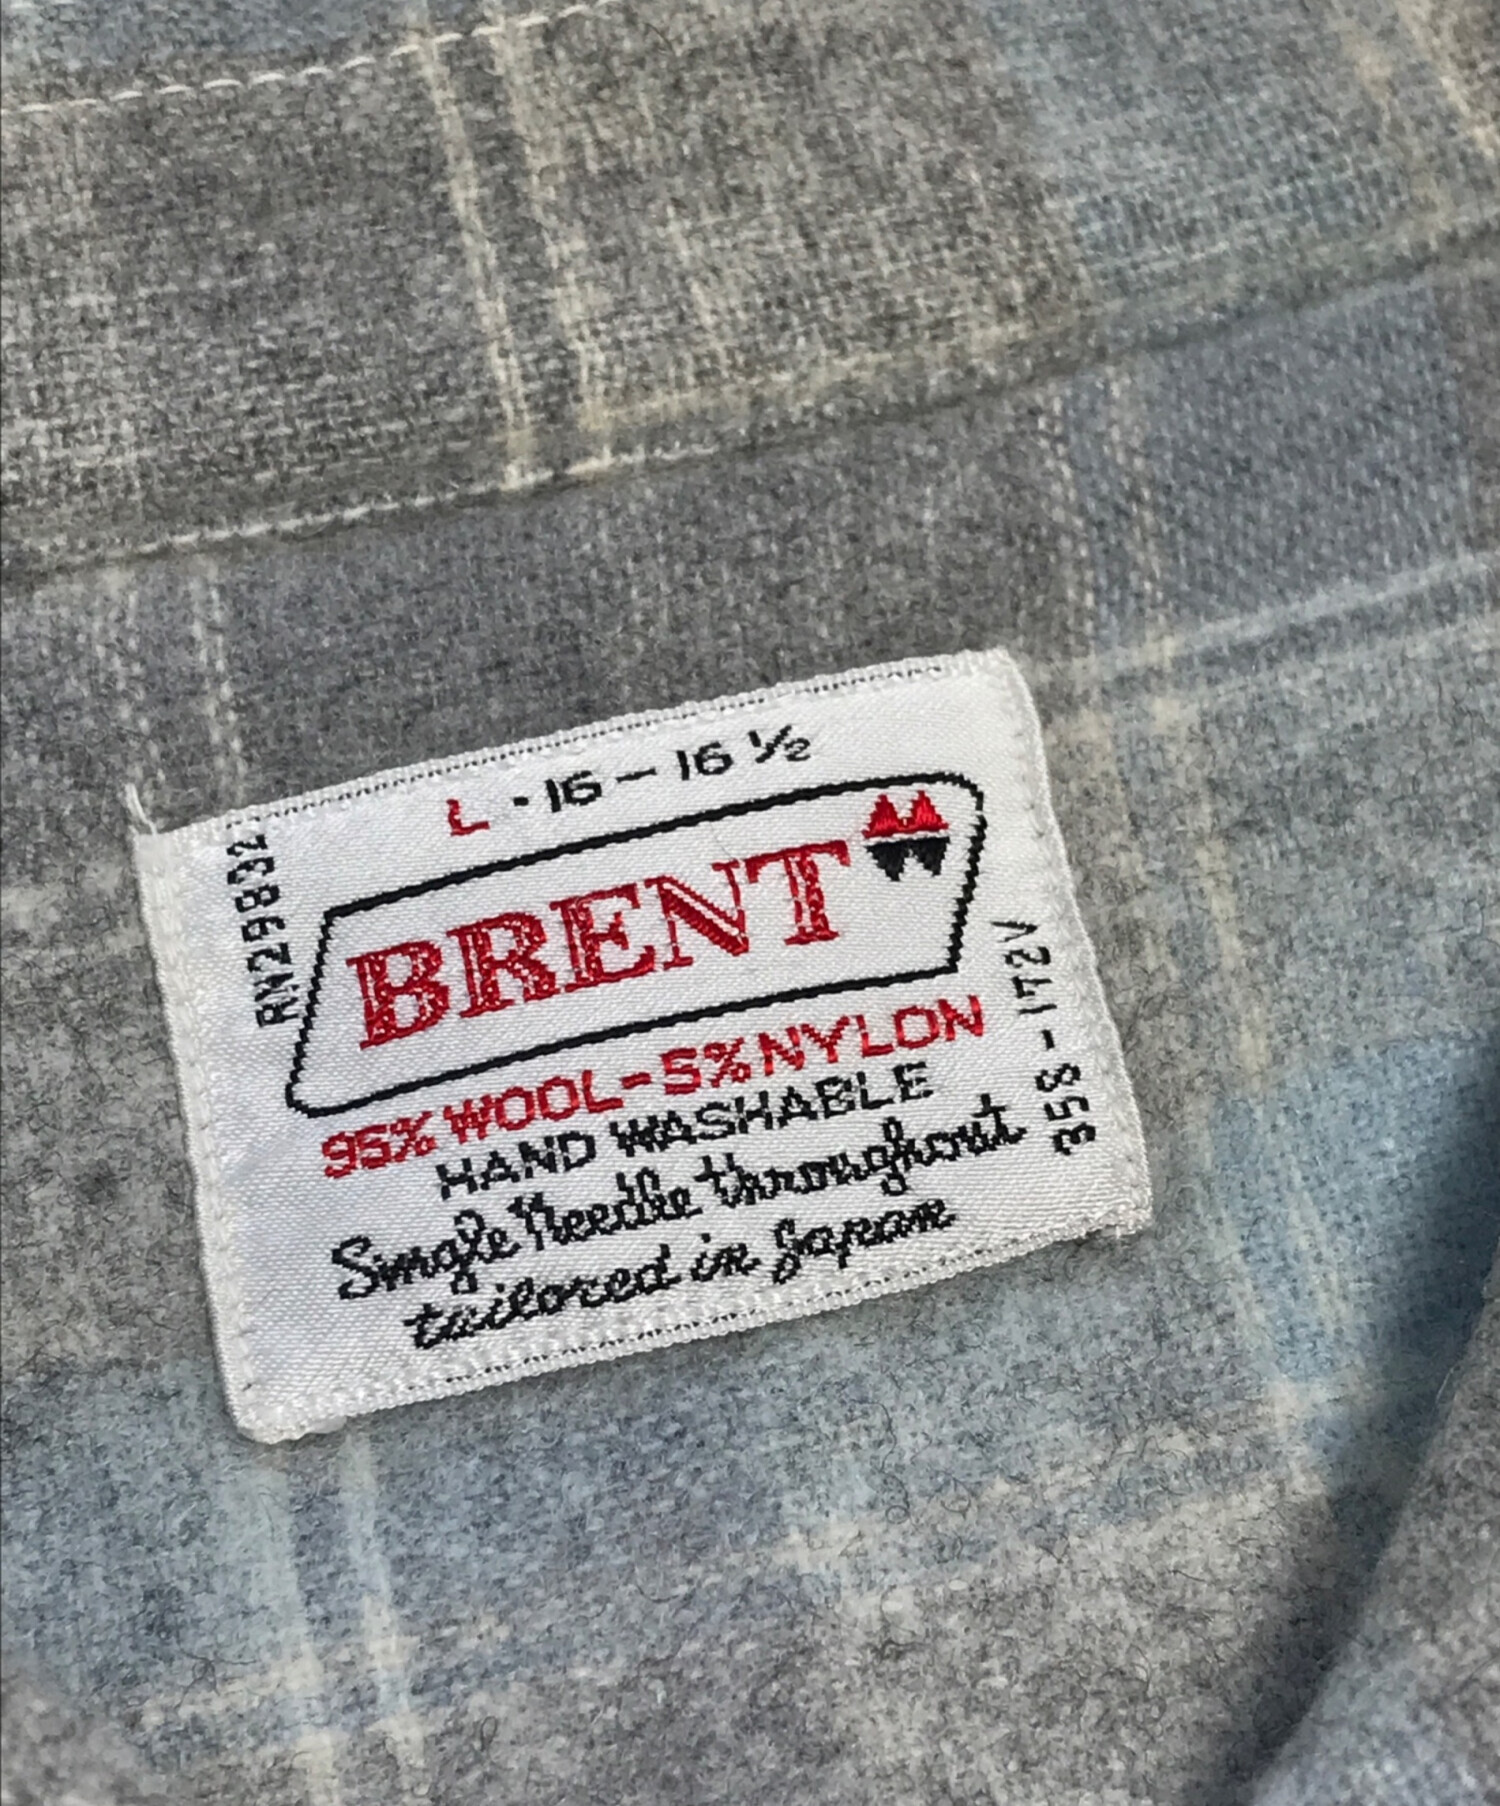 L - 16 - 16 ½
BRENT
95% WOOL - 5% NYLON
HAND WASHABLE
Single Needle throughout
tailored in Japan
RN29832
35S-172V